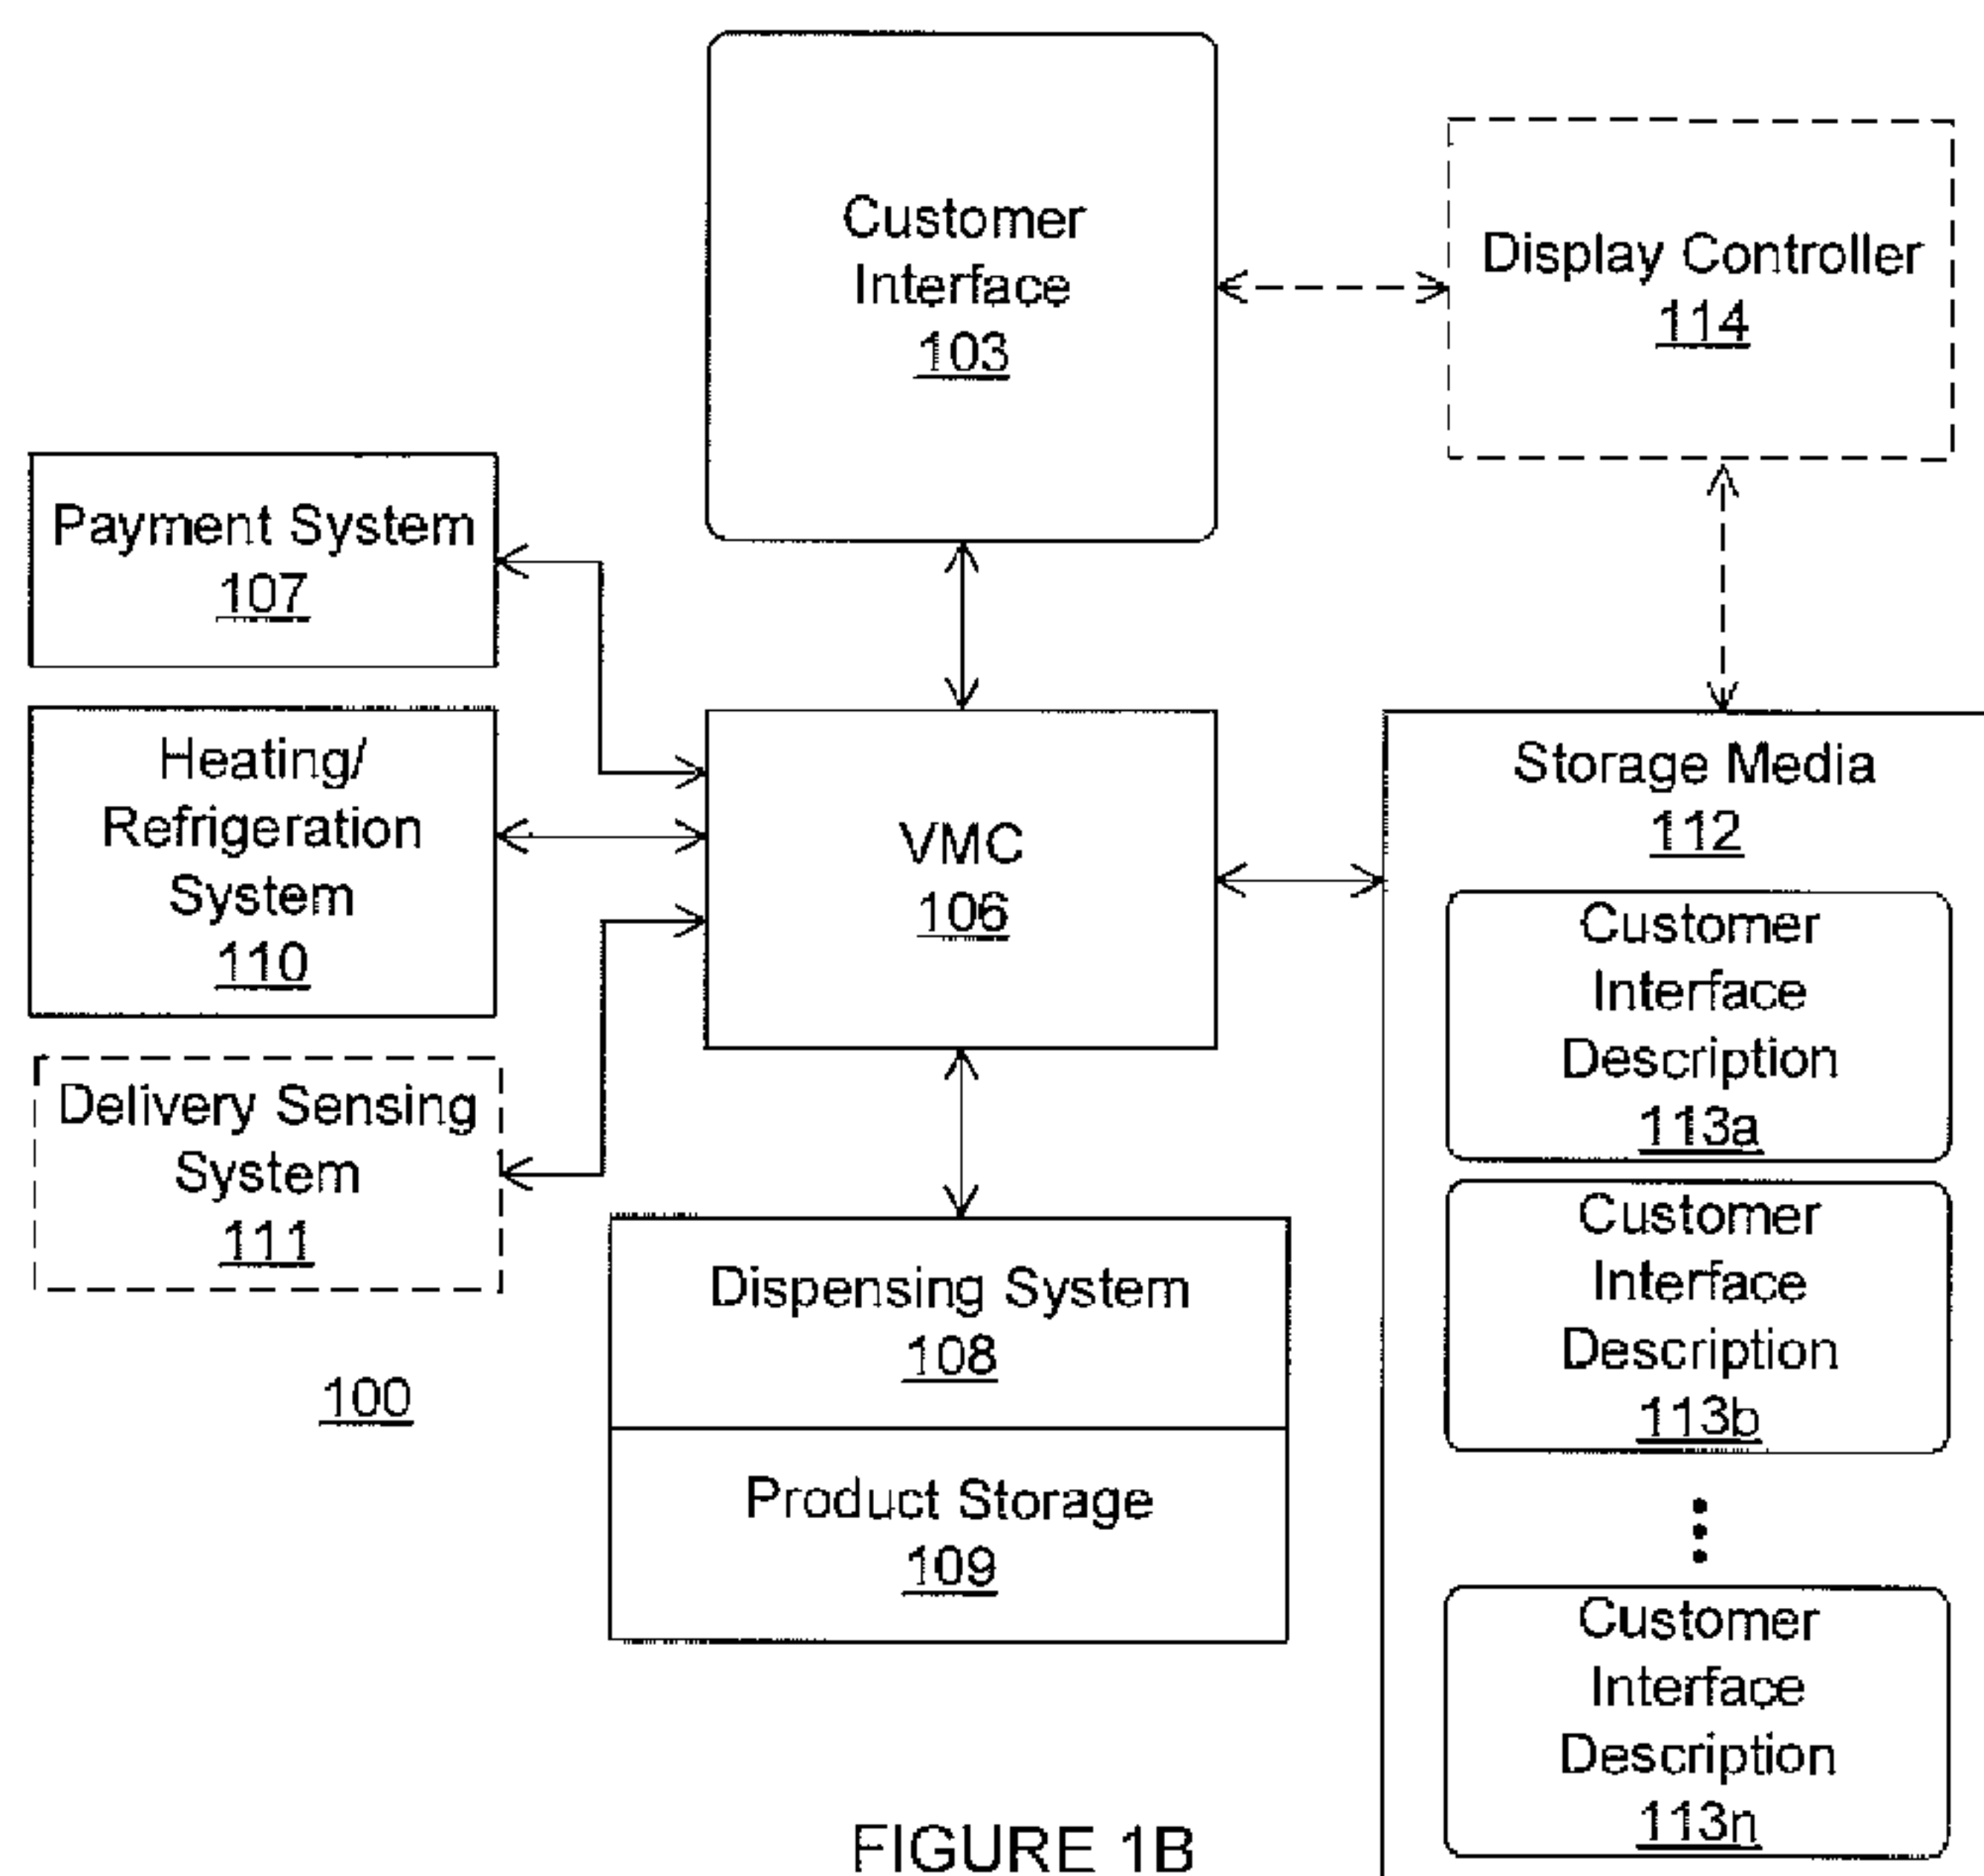 Customer
Interface
103
Display Controller
114
Payment System
107
Heating/
Refrigeration
System
110
Delivery Sensing
System
111
VMC
106
Dispensing System
108
Product Storage
109
Storage Media
112
Customer
Interface
Description
113a
Customer
Interface
Description
113b
Customer
Interface
Description
113n
100
FIGURE 1B